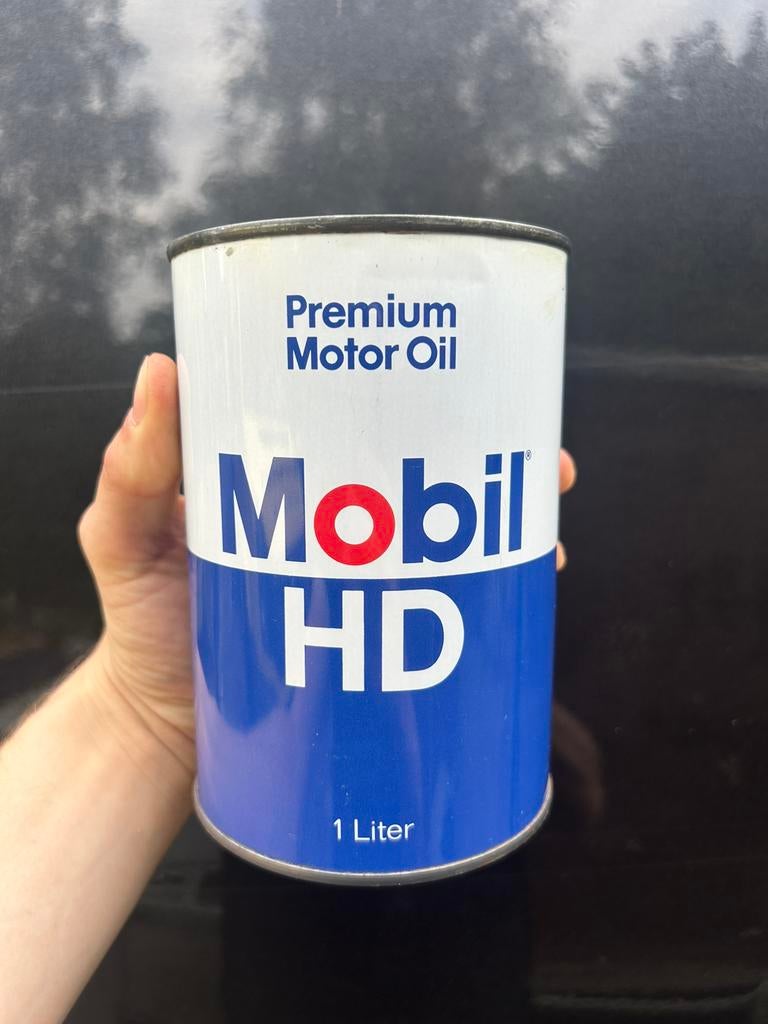 Premium
Motor Oil
Mobil®
HD
1 Liter